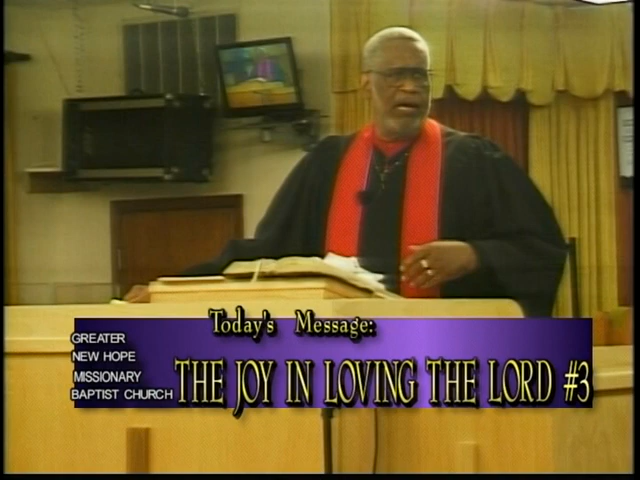 Today's Message:
GREATER
NEW HOPE
MISSIONARY
BAPTIST CHURCH
THE JOY IN LOVING THE LORD #3